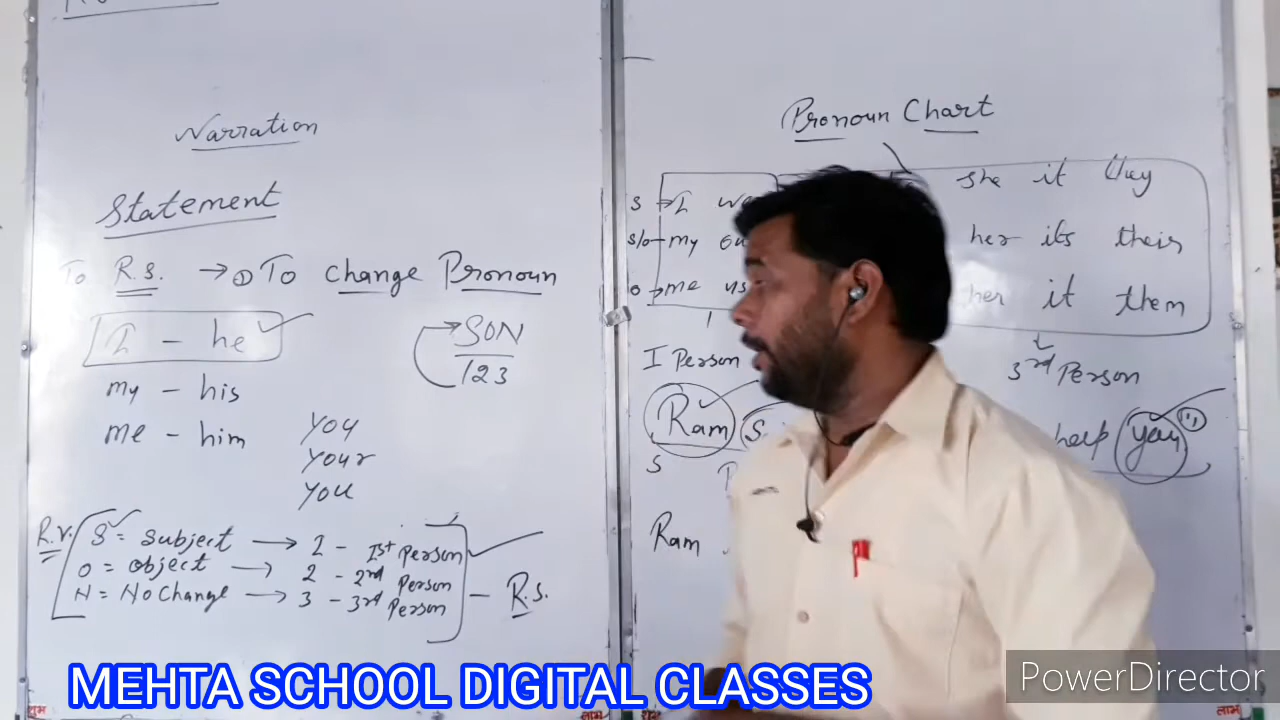 Narration
Statement
To R.S. → ① To Change Pronoun
I - he
my - his
me - him
SON
123
you
your
you
R.V. S = Subject → 1 - Ist Person
O = Object → 2 - 2nd Person
N = No Change → 3 - 3rd Person
R.S.
Pronoun Chart
S → I we she it they
S/O → my her its their
O → me us her it them
I Person
3rd Person
Ram help you
S
Ram
MEHTA SCHOOL DIGITAL CLASSES
PowerDirector
शुभ लाभ शुभ लाभ